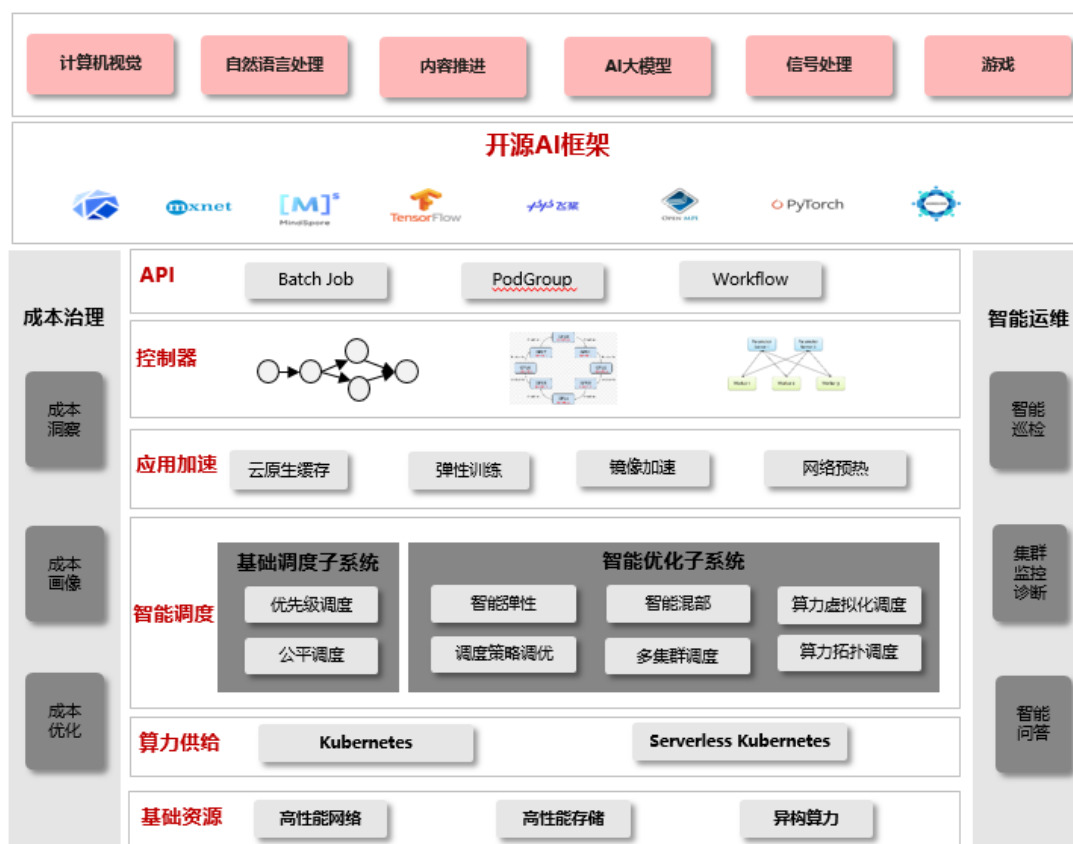 计算机视觉
自然语言处理
内容推进
AI大模型
信号处理
游戏
开源AI框架
mxnet
[M]s
MindSpore
TensorFlow
飞桨
OPEN MPI
PyTorch
成本治理
成本
洞察
成本
画像
成本
优化
API
Batch Job
PodGroup
Workflow
控制器
应用加速
云原生缓存
弹性训练
镜像加速
网络预热
智能调度
基础调度子系统
优先级调度
公平调度
智能优化子系统
智能弹性
智能混部
算力虚拟化调度
调度策略调优
多集群调度
算力拓扑调度
算力供给
Kubernetes
Serverless Kubernetes
基础资源
高性能网络
高性能存储
异构算力
智能运维
智能
巡检
集群
监控
诊断
智能
问答